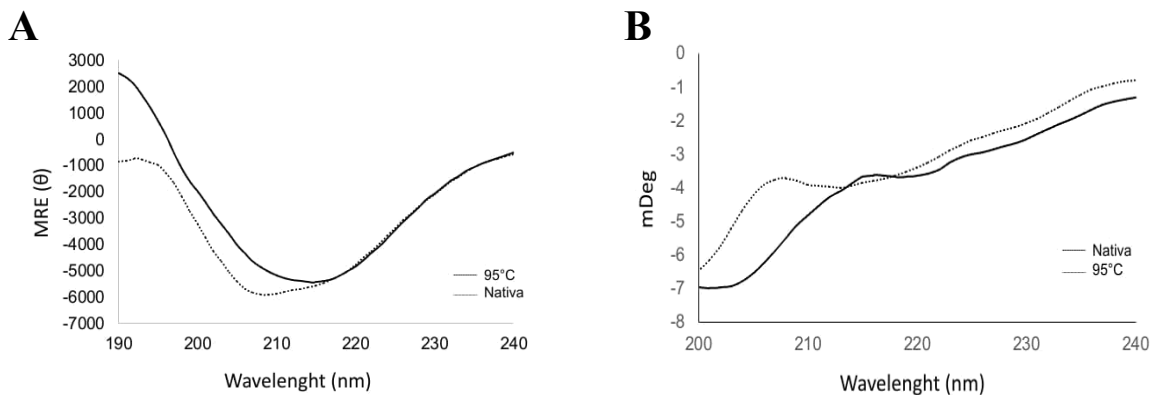 A
3000
2000
1000
0
-1000
-2000
-3000
-4000
-5000
-6000
-7000
MRE (θ)
95°C
Nativa
190 200 210 220 230 240
Wavelenght (nm)
B
0
-1
-2
-3
-4
-5
-6
-7
-8
mDeg
Nativa
95°C
200 210 220 230 240
Wavelenght (nm)